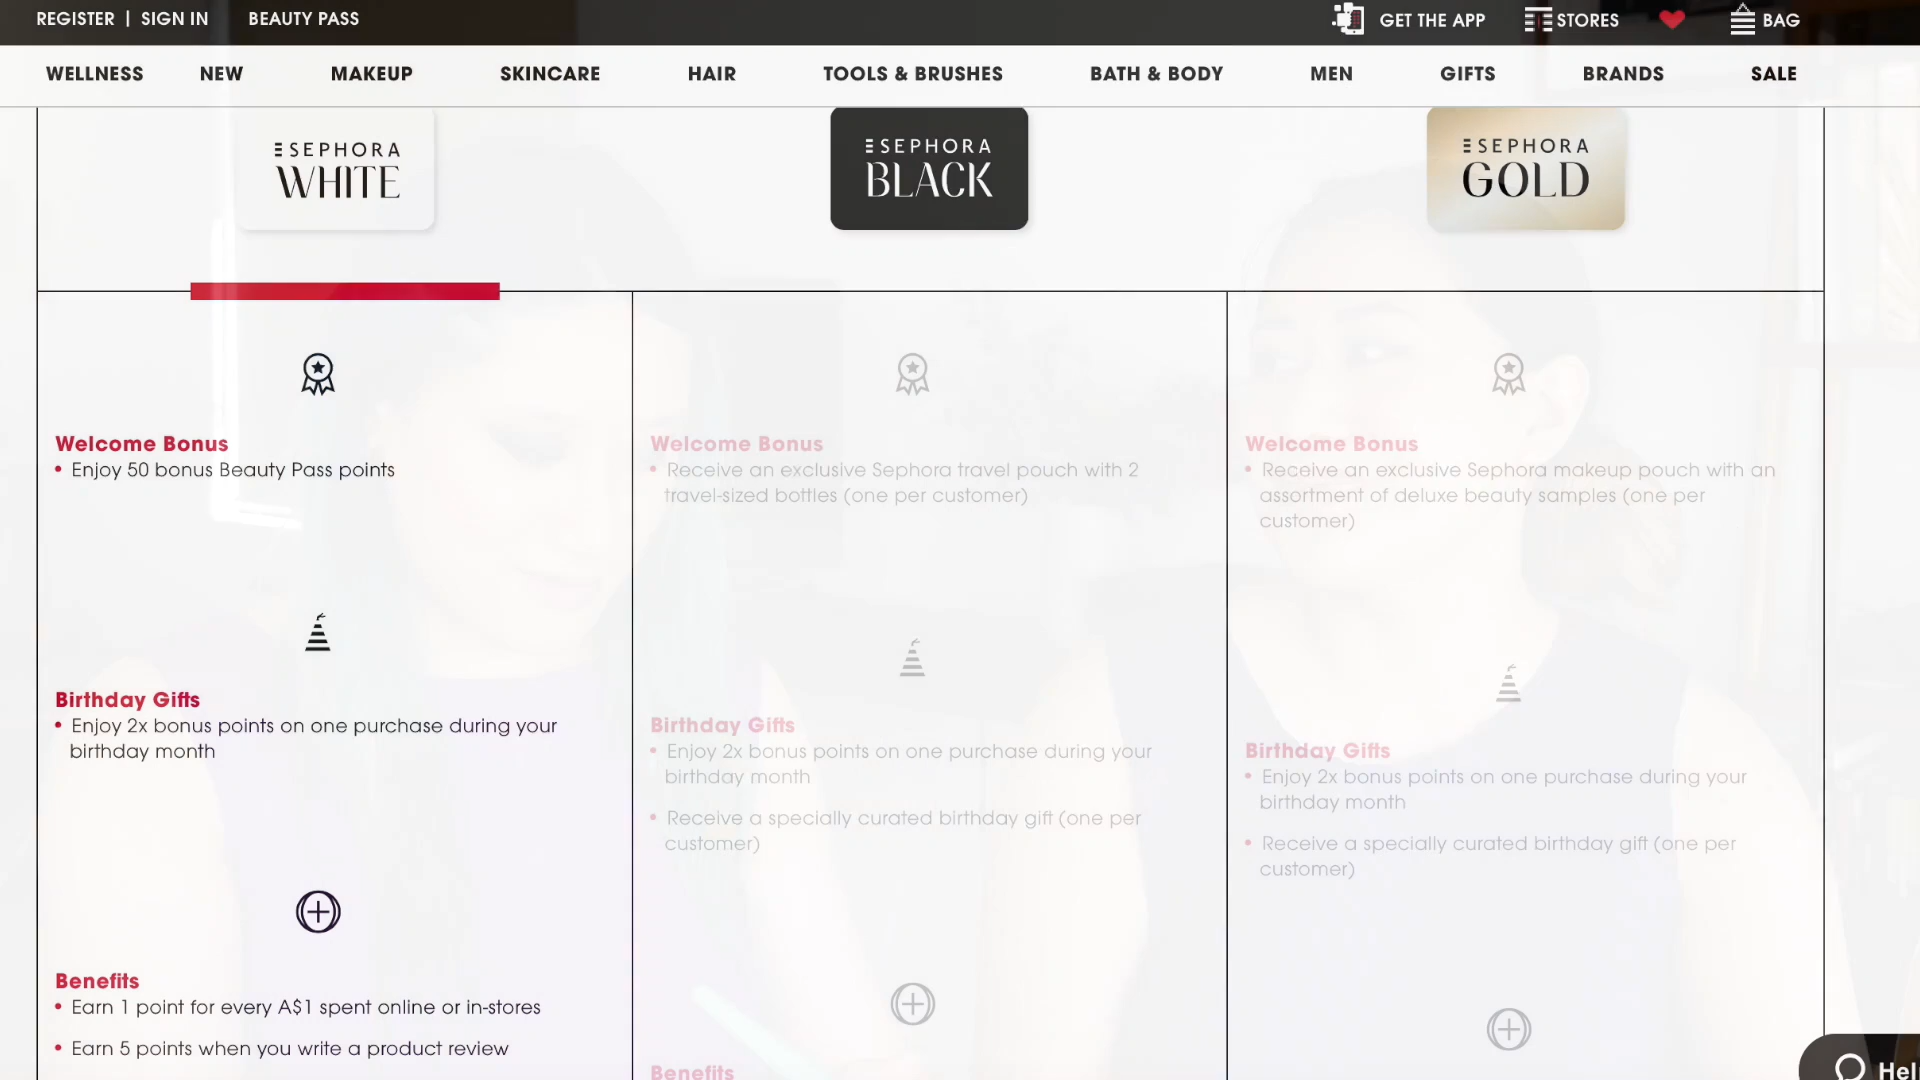 REGISTER | SIGN IN BEAUTY PASS GET THE APP STORES BAG
WELLNESS NEW MAKEUP SKINCARE HAIR TOOLS & BRUSHES BATH & BODY MEN GIFTS BRANDS SALE
SEPHORA
WHITE
SEPHORA
BLACK
SEPHORA
GOLD
Welcome Bonus
• Enjoy 50 bonus Beauty Pass points
Birthday Gifts
• Enjoy 2x bonus points on one purchase during your
birthday month
Benefits
• Earn 1 point for every A$1 spent online or in-stores
• Earn 5 points when you write a product review
Welcome Bonus
• Receive an exclusive Sephora travel pouch with 2
travel-sized bottles (one per customer)
Birthday Gifts
• Enjoy 2x bonus points on one purchase during your
birthday month
• Receive a specially curated birthday gift (one per
customer)
Benefits
Welcome Bonus
• Receive an exclusive Sephora makeup pouch with an
assortment of deluxe beauty samples (one per
customer)
Birthday Gifts
• Enjoy 2x bonus points on one purchase during your
birthday month
• Receive a specially curated birthday gift (one per
customer)
Hel